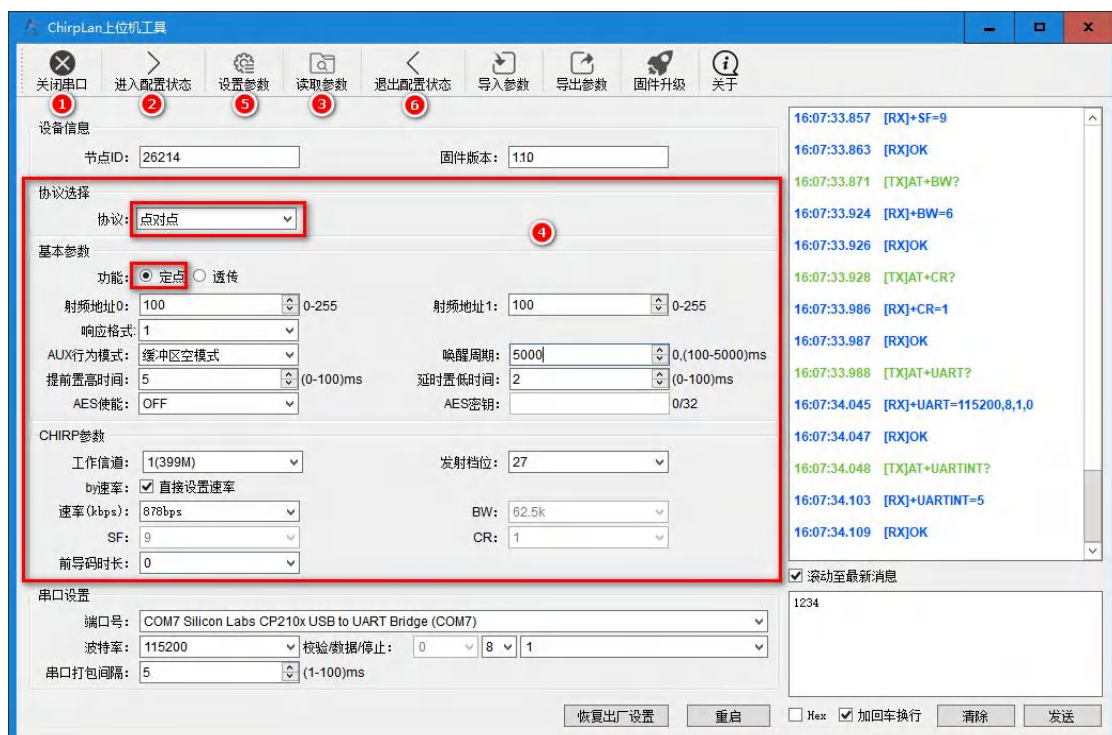 ChirpLan上位机工具
关闭串口 进入配置状态 设置参数 读取参数 退出配置状态 导入参数 导出参数 固件升级 关于
1 2 5 3 6
设备信息
节点ID: 26214 固件版本: 1.10
协议选择
协议: 点对点
4
基本参数
功能: 定点 透传
射频地址0: 100 0-255 射频地址1: 100 0-255
响应格式: 1
AUX行为模式: 缓冲区空模式 唤醒周期: 5000 0,(100-5000)ms
提前置高时间: 5 (0-100)ms 延时置低时间: 2 (0-100)ms
AES使能: OFF AES密钥: 0/32
CHIRP参数
工作信道: 1(399M) 发射档位: 27
by速率: 直接设置速率
速率(kbps): 878bps BW: 62.5k
SF: 9 CR: 1
前导码时长: 0
串口设置
端口号: COM7 Silicon Labs CP210x USB to UART Bridge (COM7)
波特率: 115200 校验/数据/停止: 0 8 1
串口打包间隔: 5 (1-100)ms
恢复出厂设置 重启
16:07:33.857 [RX]+SF=9
16:07:33.863 [RX]OK
16:07:33.871 [TX]AT+BW?
16:07:33.924 [RX]+BW=6
16:07:33.926 [RX]OK
16:07:33.928 [TX]AT+CR?
16:07:33.986 [RX]+CR=1
16:07:33.987 [RX]OK
16:07:33.988 [TX]AT+UART?
16:07:34.045 [RX]+UART=115200,8,1,0
16:07:34.047 [RX]OK
16:07:34.048 [TX]AT+UARTINT?
16:07:34.103 [RX]+UARTINT=5
16:07:34.109 [RX]OK
滚动至最新消息
1234
Hex 加回车换行 清除 发送